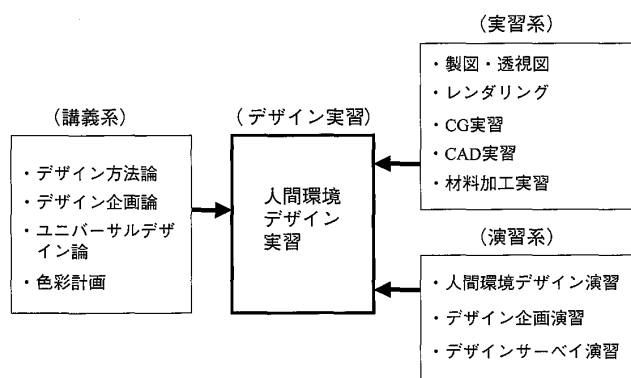 (講義系)
・デザイン方法論
・デザイン企画論
・ユニバーサルデザ
イン論
・色彩計画
(デザイン実習)
人間環境
デザイン
実習
(実習系)
・製図・透視図
・レンダリング
・CG実習
・CAD実習
・材料加工実習
(演習系)
・人間環境デザイン演習
・デザイン企画演習
・デザインサーベイ演習